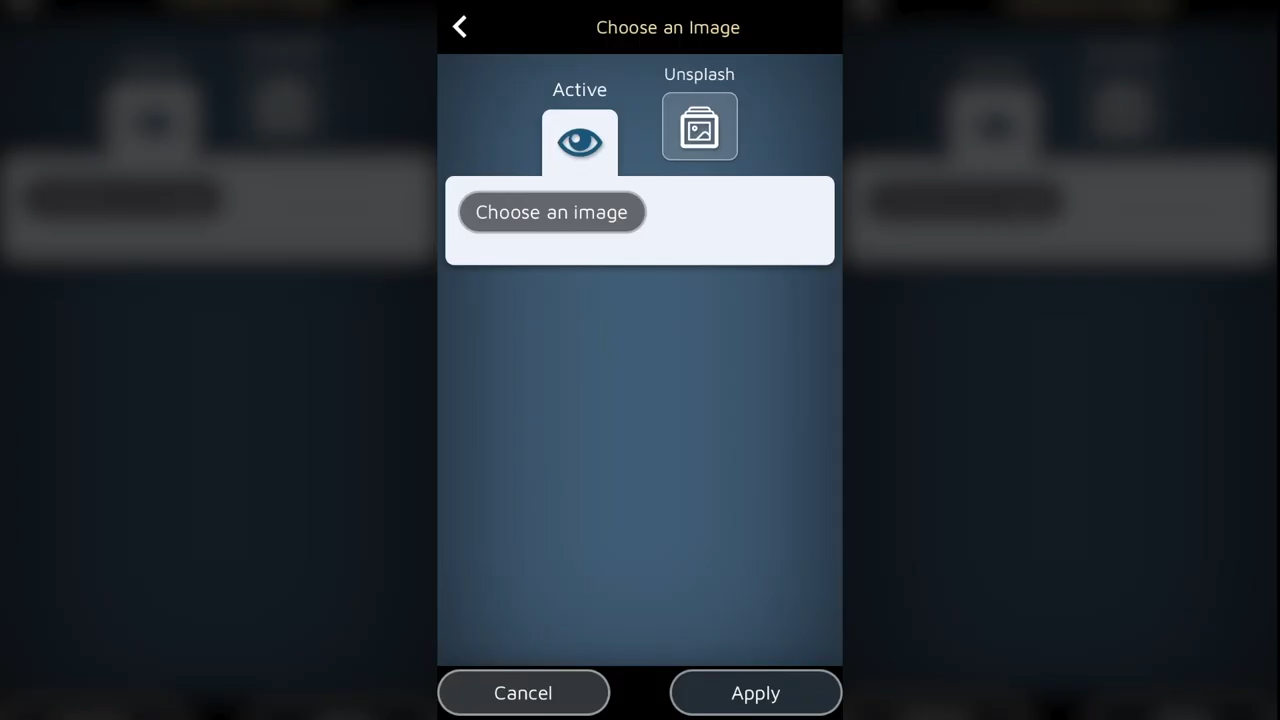 Choose an Image
Active
Unsplash
Choose an image
Cancel
Apply